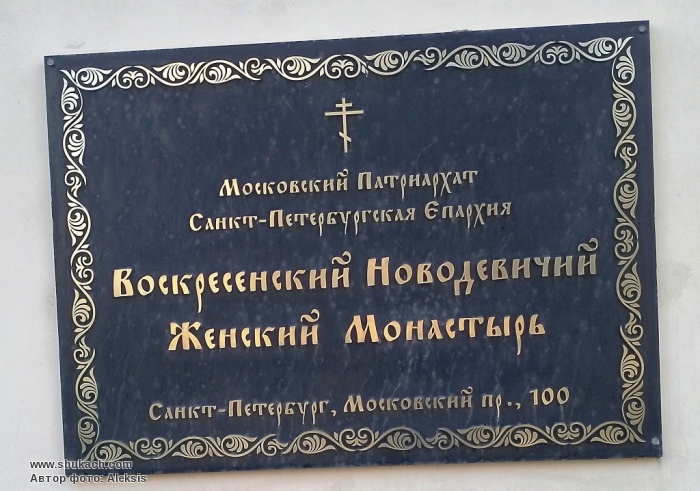 Московский Патриархат
Санкт-Петербургская Епархия
Воскресенский Новодевичий
Женский Монастырь
Санкт-Петербург, Московский пр., 100
www.shukach.com
Автор фото: Aleksis